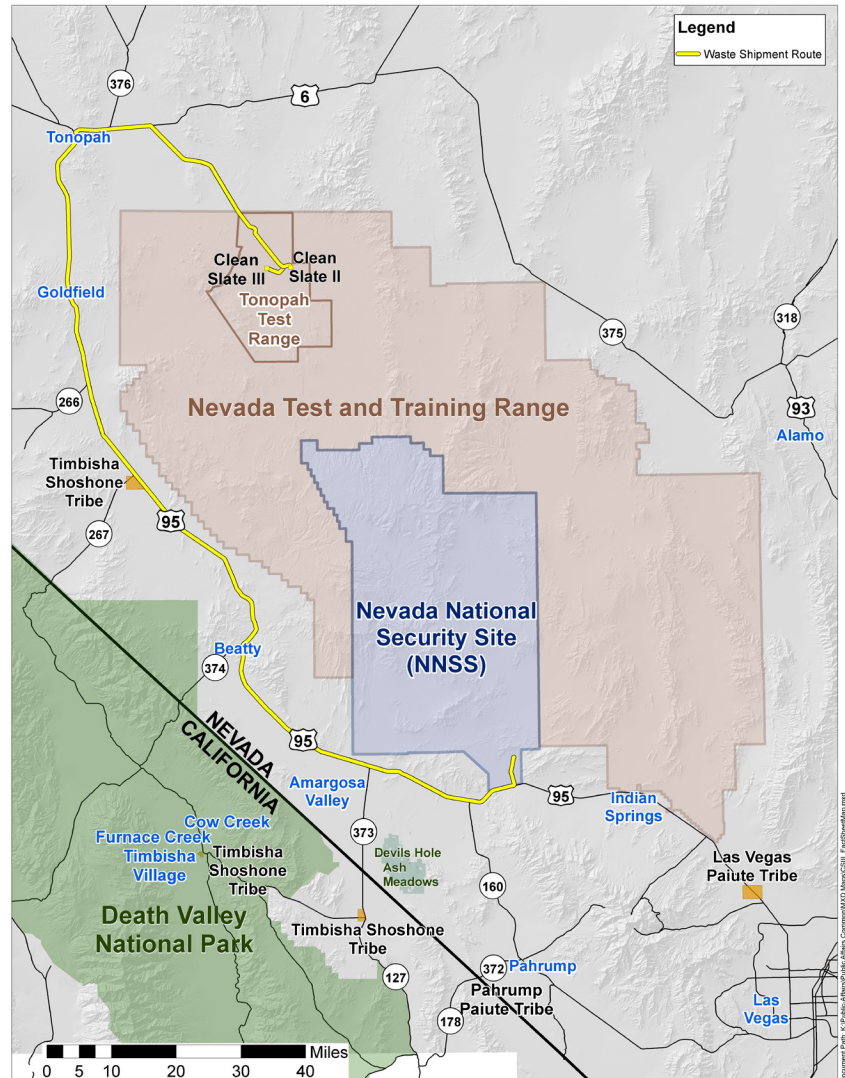 Legend
Waste Shipment Route
376
6
Tonopah
Clean
Slate III
Clean
Slate II
Tonopah
Test
Range
Goldfield
318
375
266
Nevada Test and Training Range
93
Alamo
Timbisha
Shoshone
Tribe
95
267
Nevada National
Security Site
(NNSS)
Beatty
374
NEVADA
CALIFORNIA
95
Amargosa
Valley
95
Indian
Springs
Cow Creek
Furnace Creek
Timbisha
Village
Timbisha
Shoshone
Tribe
373
Devils Hole
Ash
Meadows
Las Vegas
Paiute Tribe
160
Death Valley
National Park
Timbisha Shoshone
Tribe
127
372
Pahrump
Pahrump
Paiute Tribe
178
Las
Vegas
Miles
0 5 10 20 30 40